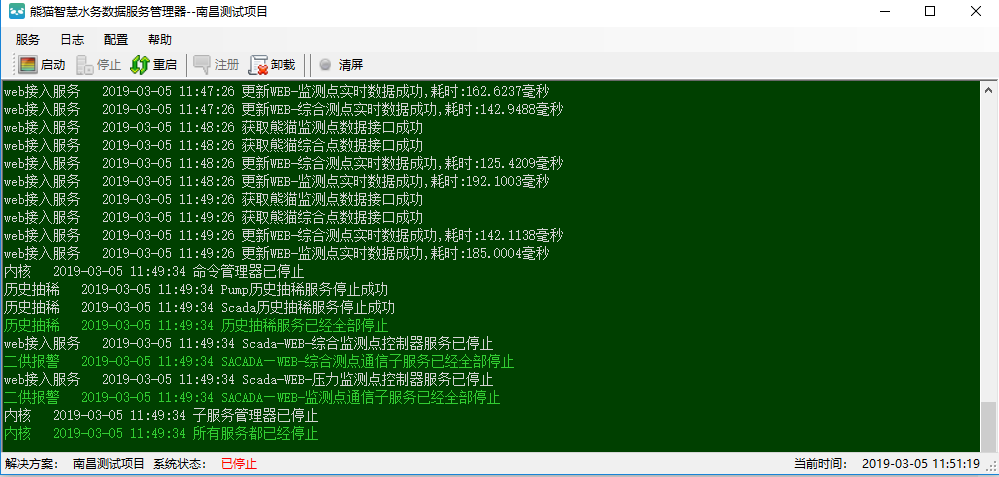 熊猫智慧水务数据服务管理器--南昌测试项目
服务 日志 配置 帮助
启动 停止 重启 注册 卸载 清屏
web接入服务 2019-03-05 11:47:26 更新WEB-监测点实时数据成功,耗时:162.6237毫秒
web接入服务 2019-03-05 11:47:26 更新WEB-综合测点实时数据成功,耗时:142.9488毫秒
web接入服务 2019-03-05 11:48:26 获取熊猫监测点数据接口成功
web接入服务 2019-03-05 11:48:26 获取熊猫综合点数据接口成功
web接入服务 2019-03-05 11:48:26 更新WEB-综合测点实时数据成功,耗时:125.4209毫秒
web接入服务 2019-03-05 11:48:26 更新WEB-监测点实时数据成功,耗时:192.1003毫秒
web接入服务 2019-03-05 11:49:26 获取熊猫监测点数据接口成功
web接入服务 2019-03-05 11:49:26 获取熊猫综合点数据接口成功
web接入服务 2019-03-05 11:49:26 更新WEB-综合测点实时数据成功,耗时:142.1138毫秒
web接入服务 2019-03-05 11:49:26 更新WEB-监测点实时数据成功,耗时:185.0004毫秒
内核 2019-03-05 11:49:34 命令管理器已停止
历史抽稀 2019-03-05 11:49:34 Pump历史抽稀服务停止成功
历史抽稀 2019-03-05 11:49:34 Scada历史抽稀服务停止成功
历史抽稀 2019-03-05 11:49:34 历史抽稀服务已经全部停止
web接入服务 2019-03-05 11:49:34 Scada-WEB-综合监测点控制器服务已停止
二供报警 2019-03-05 11:49:34 SACADA一WEB-综合测点通信子服务已经全部停止
web接入服务 2019-03-05 11:49:34 Scada-WEB-压力监测点控制器服务已停止
二供报警 2019-03-05 11:49:34 SACADA一WEB-监测点通信子服务已经全部停止
内核 2019-03-05 11:49:34 子服务管理器已停止
内核 2019-03-05 11:49:34 所有服务都已经停止
解决方案: 南昌测试项目 系统状态: 已停止 当前时间: 2019-03-05 11:51:19